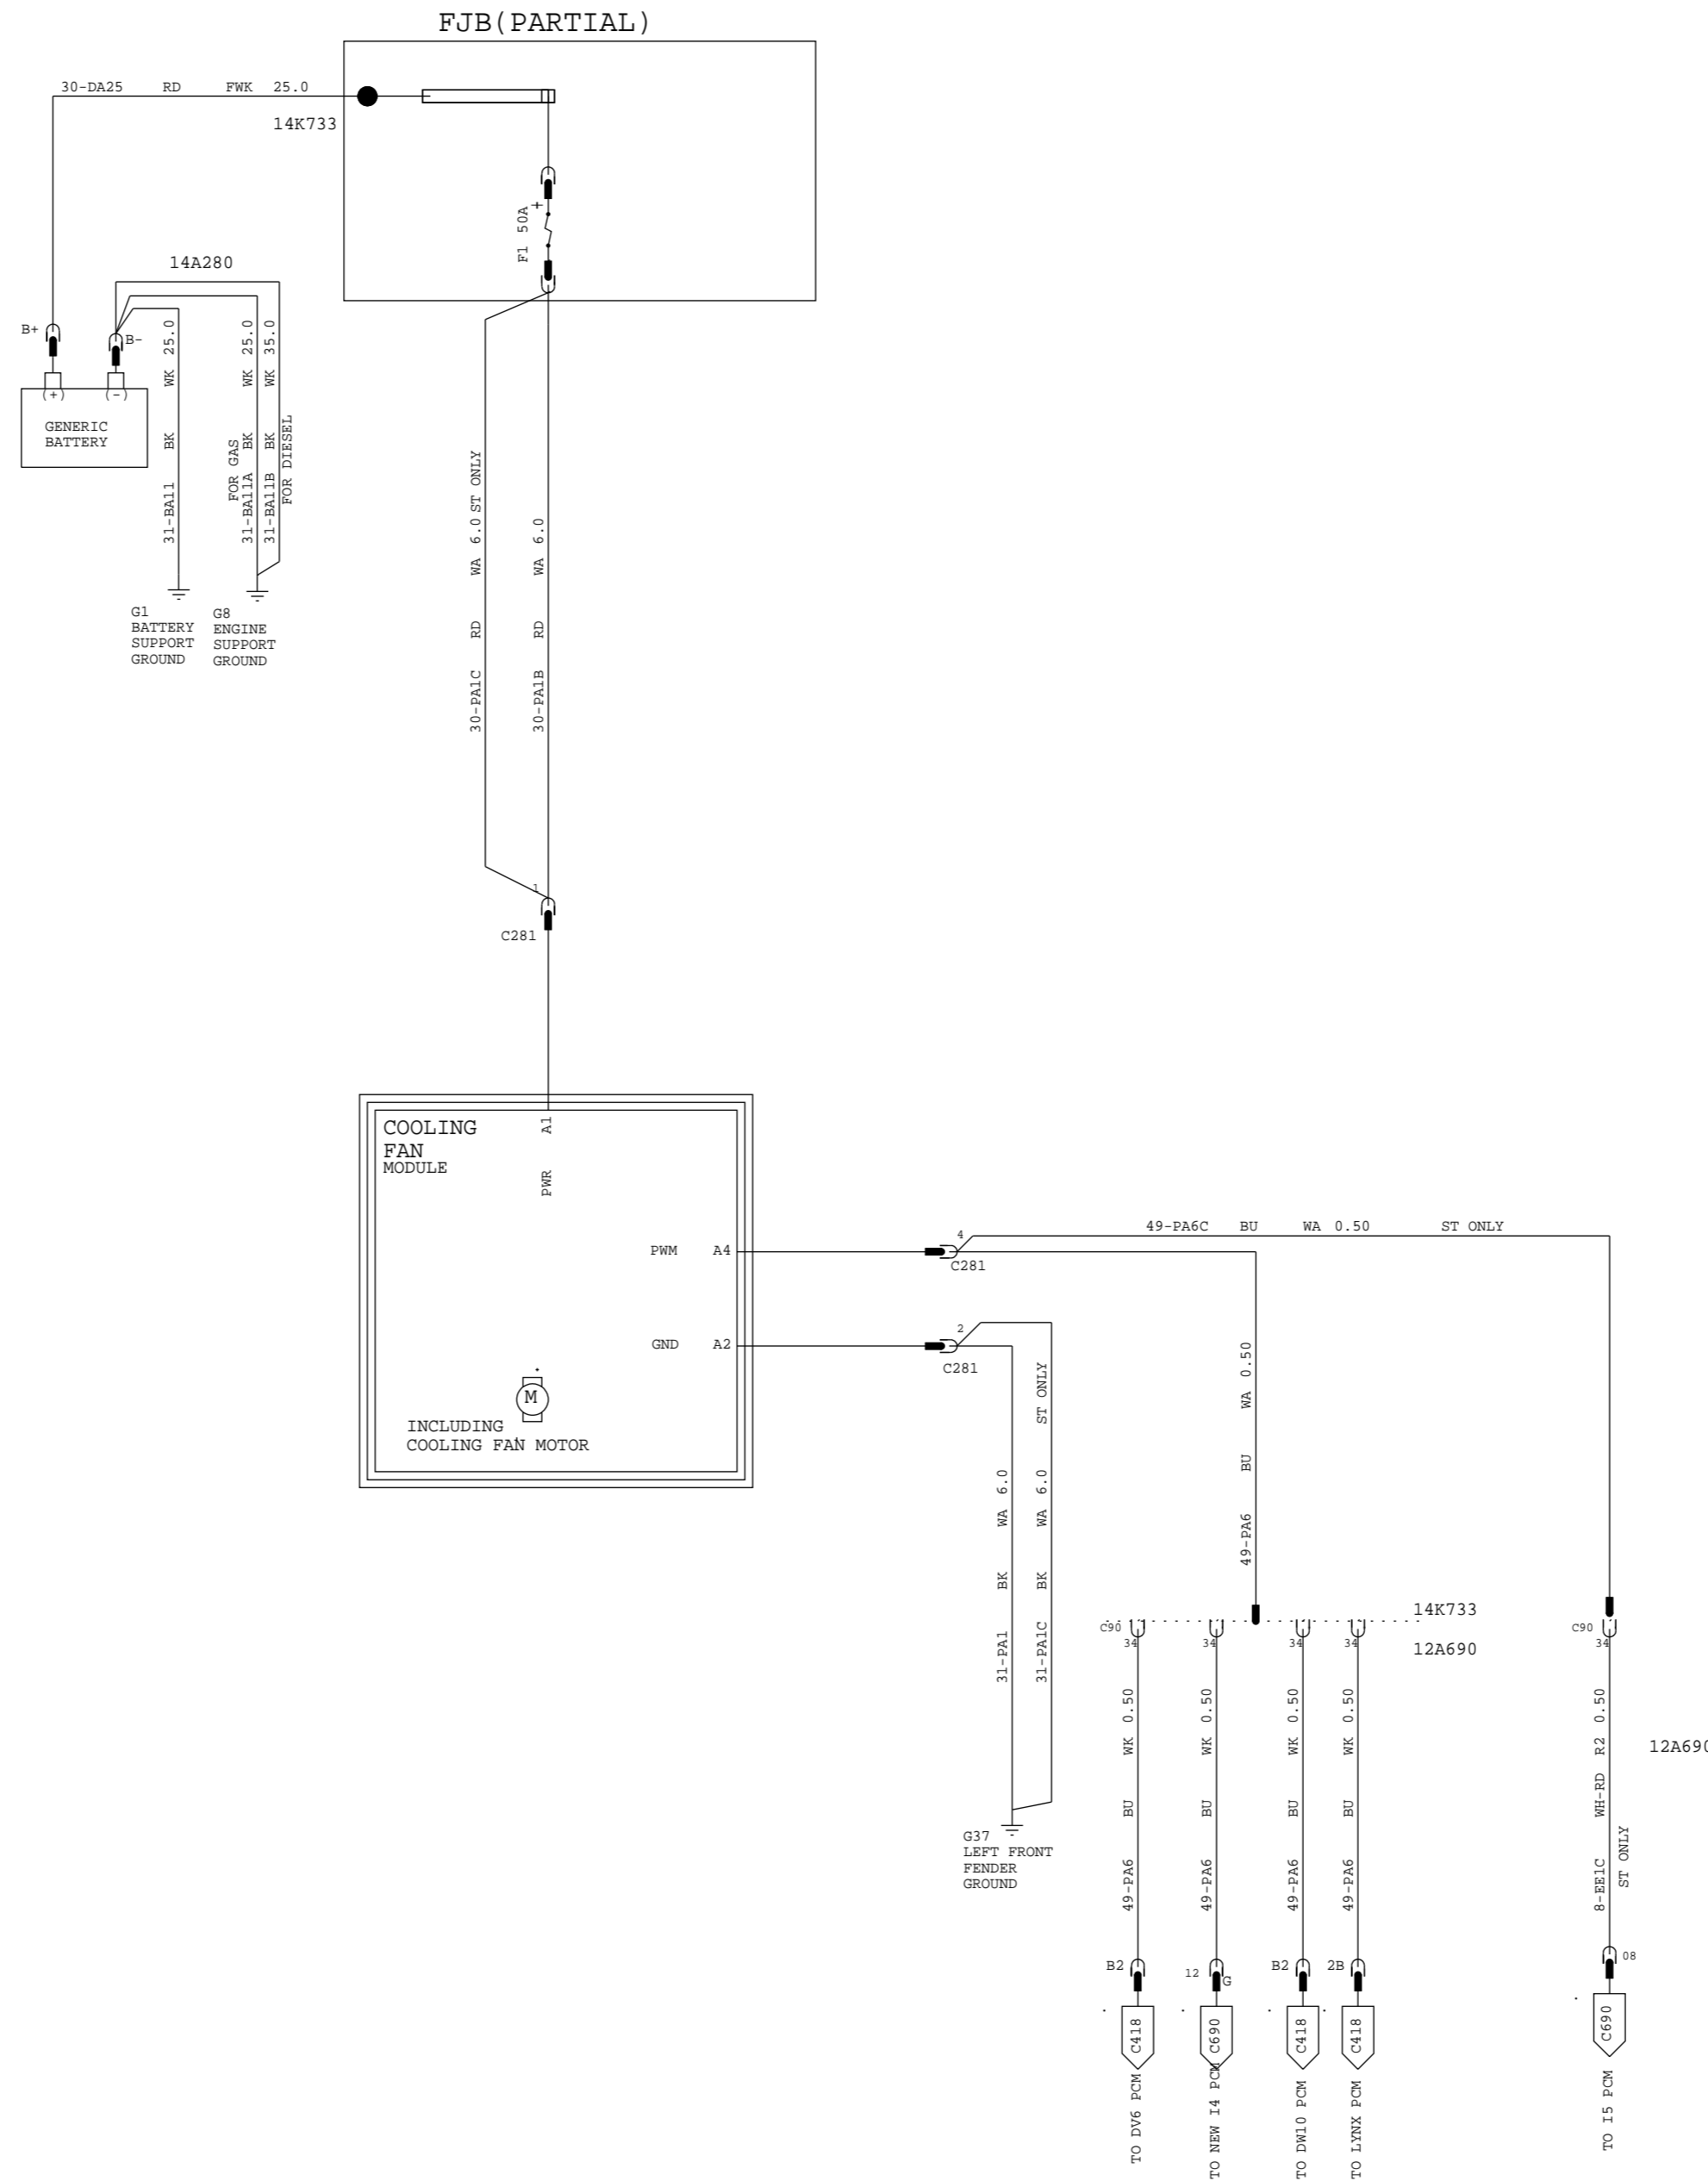 FJB(PARTIAL)
30-DA25 RD FWK 25.0
14K733
F1 50A +
14A280
B+
B-
(+) (-)
GENERIC
BATTERY
31-BA11 BK WK 25.0
FOR GAS
31-BA11A BK WK 25.0
31-BA11B BK WK 35.0
FOR DIESEL
G1
BATTERY
SUPPORT
GROUND
G8
ENGINE
SUPPORT
GROUND
30-PA1C RD WA 6.0 ST ONLY
30-PA1B RD WA 6.0
1
C281
COOLING
FAN
MODULE
A1
PWR
PWM A4
GND A2
M
INCLUDING
COOLING FAN MOTOR
4
C281
49-PA6C BU WA 0.50 ST ONLY
2
C281
31-PA1 BK WA 6.0
31-PA1C BK WA 6.0 ST ONLY
49-PA6 BU WA 0.50
G37
LEFT FRONT
FENDER
GROUND
14K733
12A690
C90
34
34
34
34
C90
34
49-PA6 BU WK 0.50
49-PA6 BU WK 0.50
49-PA6 BU WK 0.50
49-PA6 BU WK 0.50
8-EE1C WH-RD R2 0.50
ST ONLY
12A690
B2
12
G
B2
2B
08
C418
C690
C418
C418
C690
TO DV6 PCM
TO NEW I4 PCM
TO DW10 PCM
TO LYNX PCM
TO I5 PCM